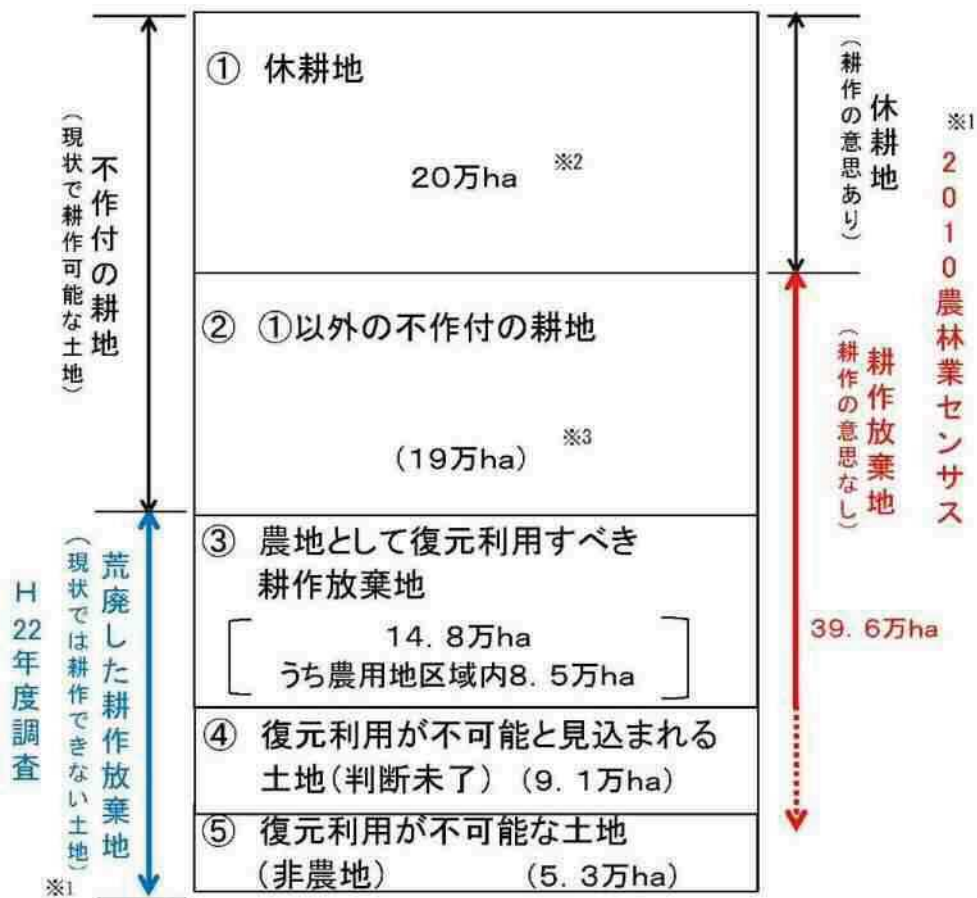 ① 休耕地
20万ha ※2
② ①以外の不作付の耕地
(19万ha) ※3
③ 農地として復元利用すべき
耕作放棄地
14.8万ha
うち農用地区域内8.5万ha
④ 復元利用が不可能と見込まれる
土地(判断未了) (9.1万ha)
⑤ 復元利用が不可能な土地
(非農地) (5.3万ha)
不作付の耕地
(現状で耕作可能な土地)
荒廃した耕作放棄地
(現状では耕作できない土地)
H22年度調査
※1
休耕地
(耕作の意思あり)
耕作放棄地
(耕作の意思なし)
39.6万ha
※1
2010農林業センサス